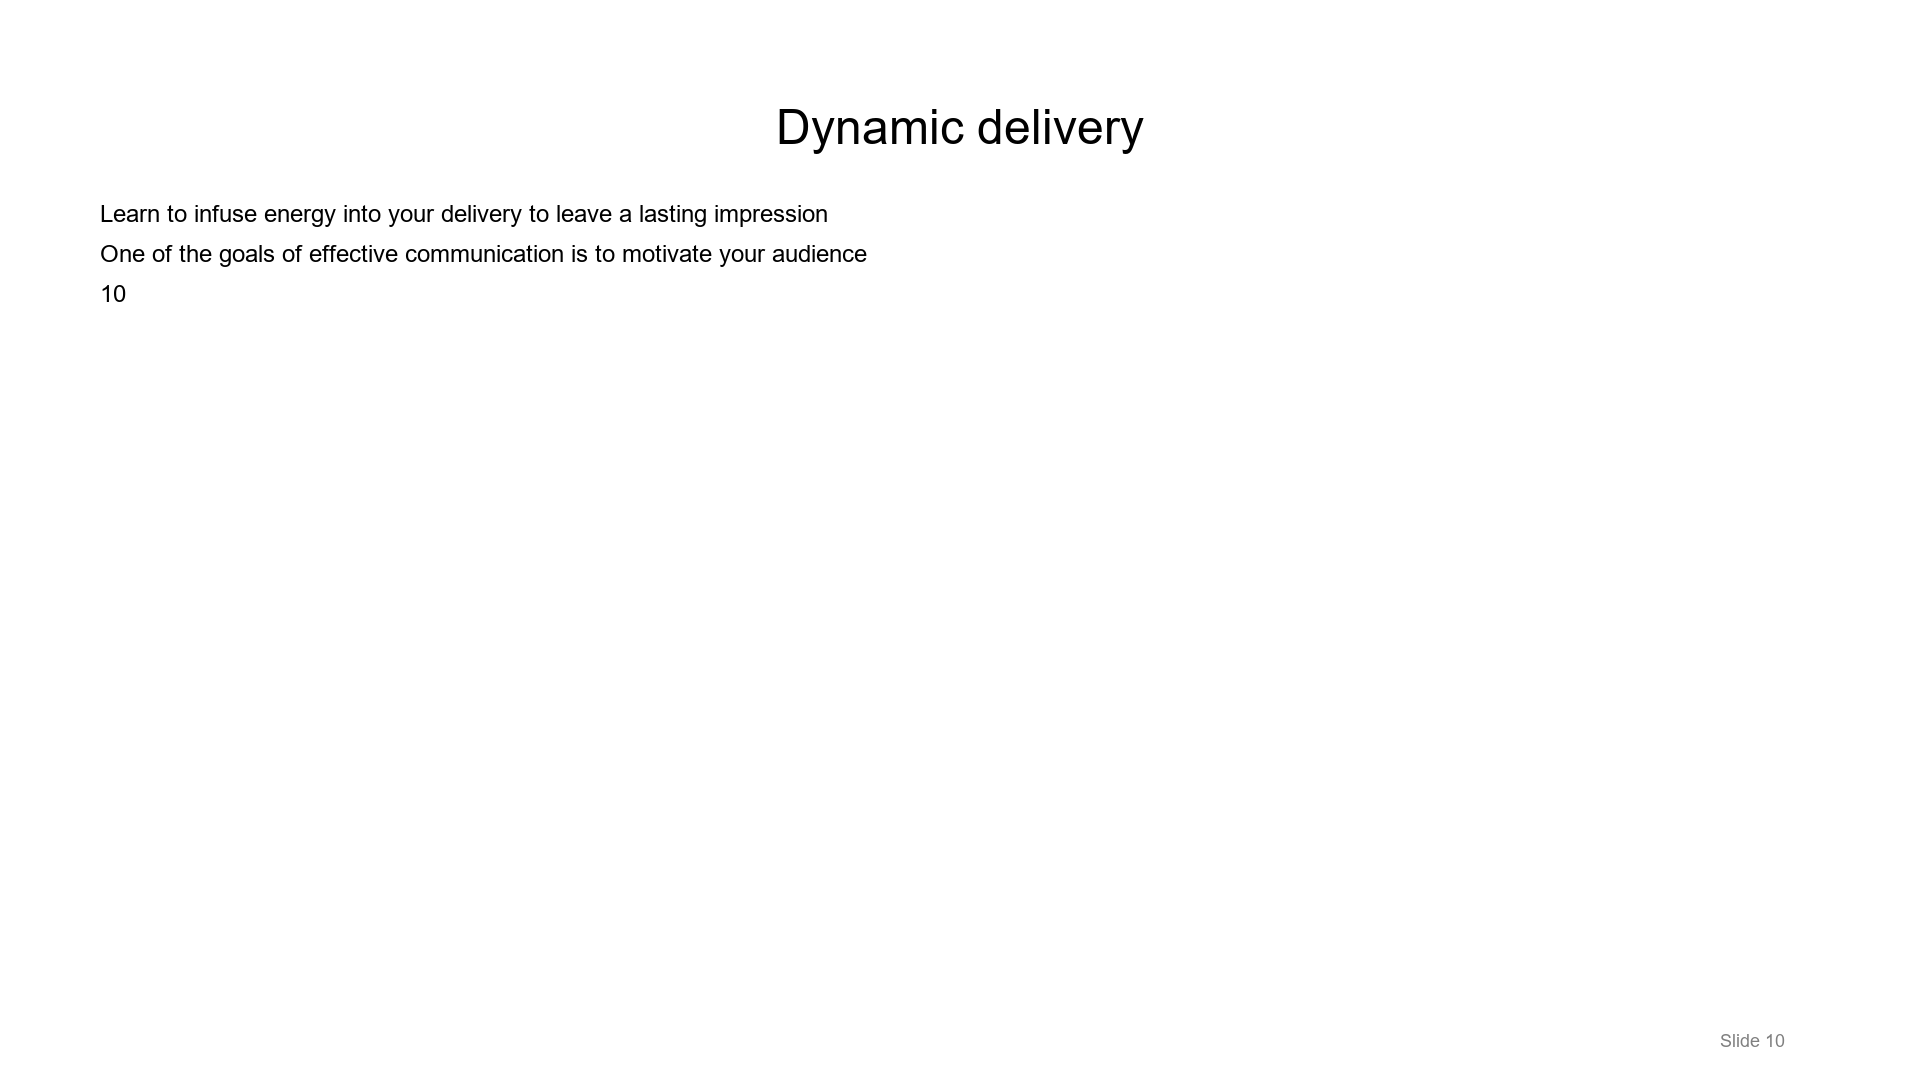 Dynamic delivery
Learn to infuse energy into your delivery to leave a lasting impression
One of the goals of effective communication is to motivate your audience
10
Slide 10